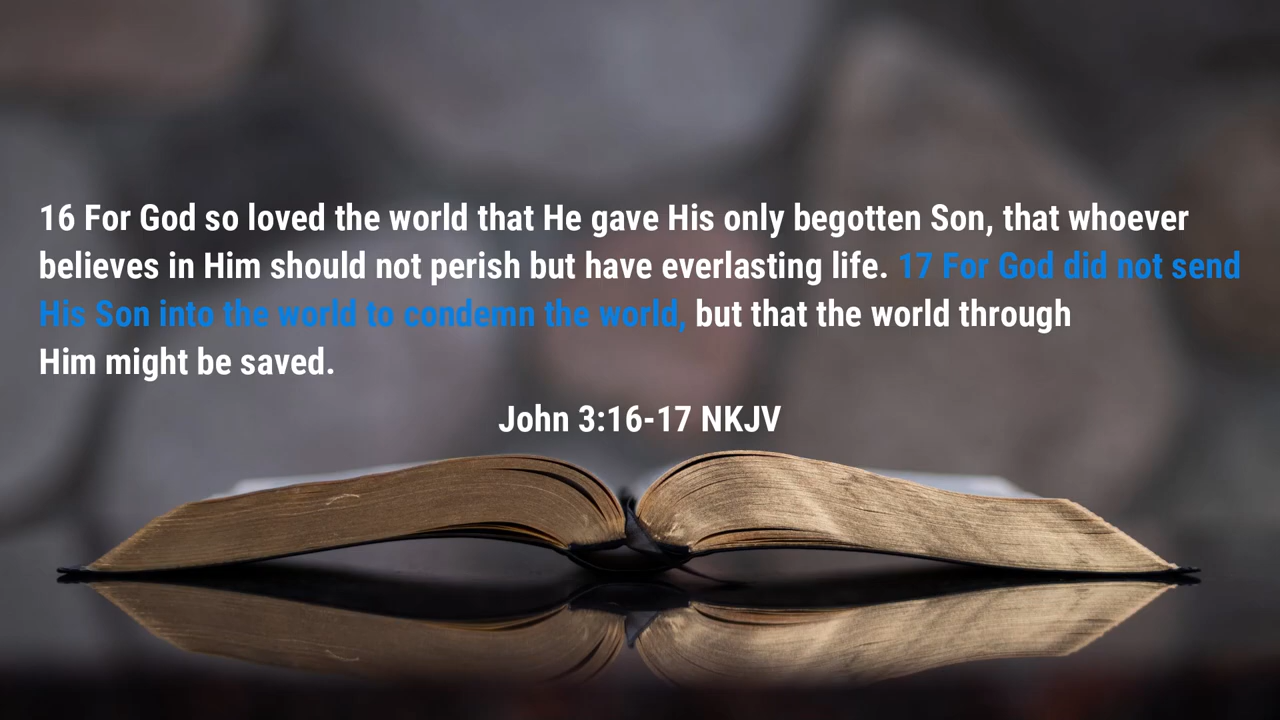 16 For God so loved the world that He gave His only begotten Son, that whoever
believes in Him should not perish but have everlasting life. 17 For God did not send
His Son into the world to condemn the world, but that the world through
Him might be saved.
John 3:16-17 NKJV